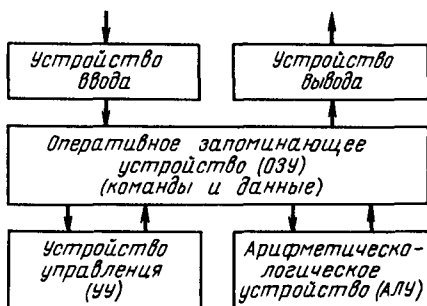 Устройство
ввода
Устройство
вывода
Оперативное запоминающее
устройство (ОЗУ)
(команды и данные)
Устройство
управления
(УУ)
Арифметическо-
логическое
устройство (АЛУ)